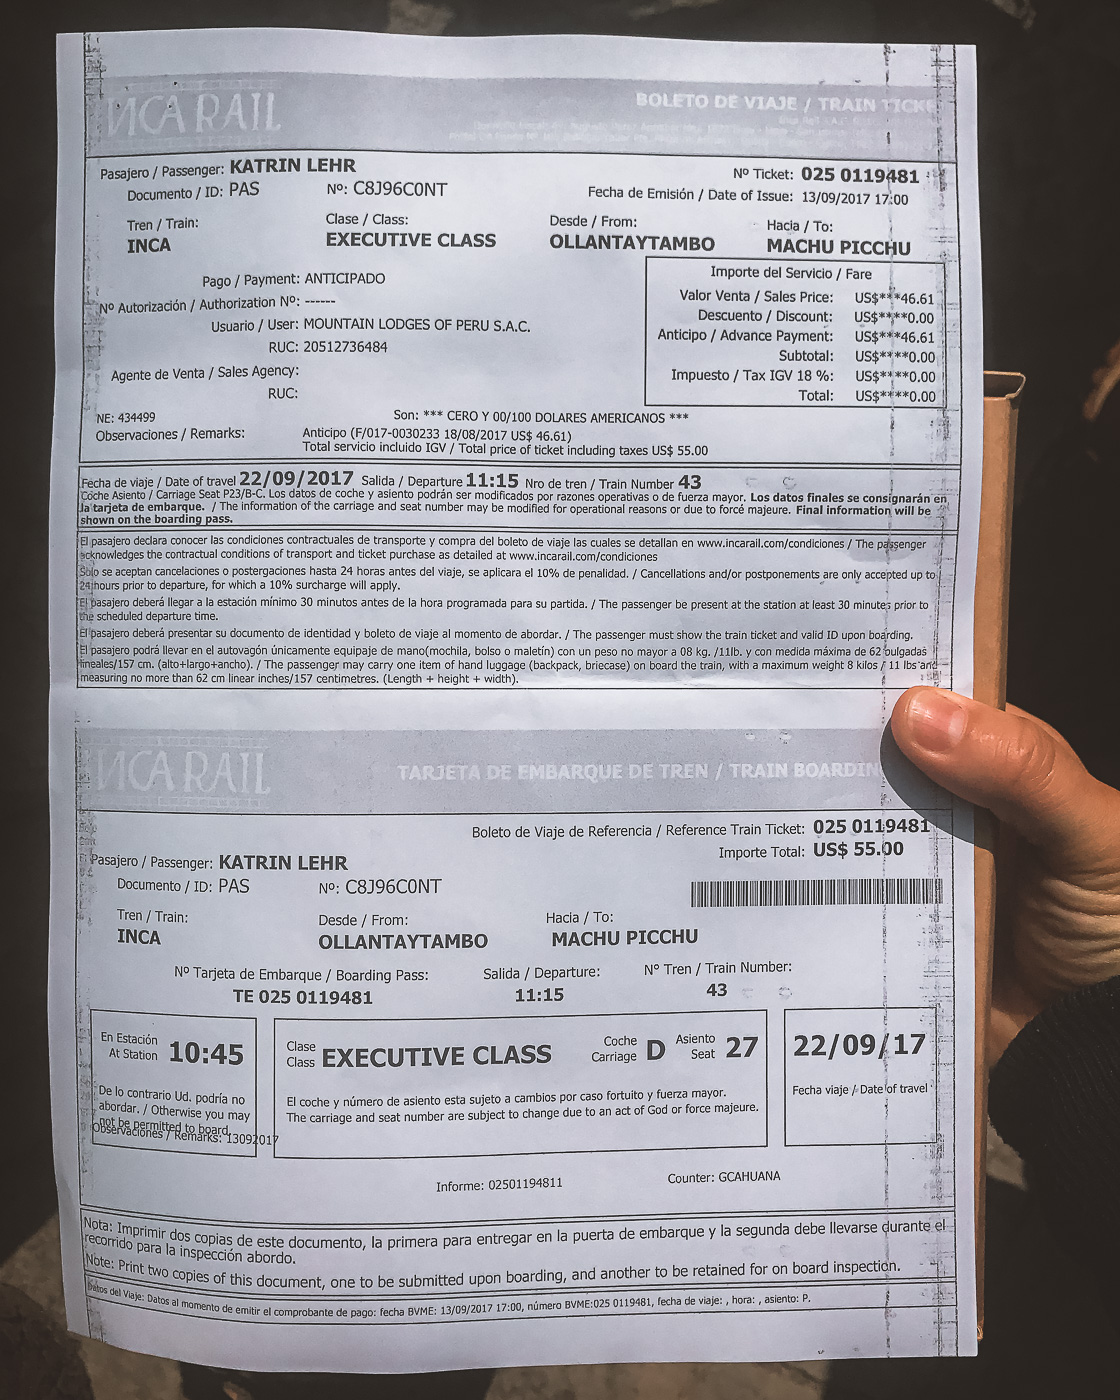 INCA RAIL
BOLETO DE VIAJE / TRAIN TICKE
Pasajero / Passenger: KATRIN LEHR
Nº Ticket: 025 0119481
Documento / ID: PAS Nº: C8J96C0NT
Fecha de Emisión / Date of Issue: 13/09/2017 17:00
Tren / Train: Clase / Class: Desde / From: Hacia / To:
INCA EXECUTIVE CLASS OLLANTAYTAMBO MACHU PICCHU
Importe del Servicio / Fare
Pago / Payment: ANTICIPADO
Valor Venta / Sales Price: US$***46.61
Nº Autorización / Authorization Nº: ------
Descuento / Discount: US$****0.00
Usuario / User: MOUNTAIN LODGES OF PERU S.A.C.
Anticipo / Advance Payment: US$***46.61
RUC: 20512736484
Subtotal: US$****0.00
Agente de Venta / Sales Agency:
Impuesto / Tax IGV 18 %: US$****0.00
RUC:
Total: US$****0.00
NE: 434499 Son: *** CERO Y 00/100 DOLARES AMERICANOS ***
Observaciones / Remarks: Anticipo (F/017-0030233 18/08/2017 US$ 46.61)
Total servicio incluido IGV / Total price of ticket including taxes US$ 55.00
Fecha de viaje / Date of travel 22/09/2017 Salida / Departure 11:15 Nro de tren / Train Number 43
Coche Asiento / Carriage Seat P23/B-C. Los datos de coche y asiento podrán ser modificados por razones operativas o de fuerza mayor. Los datos finales se consignarán en
la tarjeta de embarque. / The information of the carriage and seat number may be modified for operational reasons or due to forcé majeure. Final information will be
shown on the boarding pass.
El pasajero declara conocer las condiciones contractuales de transporte y compra del boleto de viaje las cuales se detallan en www.incarail.com/condiciones / The passenger
acknowledges the contractual conditions of transport and ticket purchase as detailed at www.incarail.com/condiciones
Sólo se aceptan cancelaciones o postergaciones hasta 24 horas antes del viaje, se aplicara el 10% de penalidad. / Cancellations and/or postponements are only accepted up to
24 hours prior to departure, for which a 10% surcharge will apply.
El pasajero deberá llegar a la estación mínimo 30 minutos antes de la hora programada para su partida. / The passenger be present at the station at least 30 minutes prior to
the scheduled departure time.
El pasajero deberá presentar su documento de identidad y boleto de viaje al momento de abordar. / The passenger must show the train ticket and valid ID upon boarding.
El pasajero podrá llevar en el autovagón únicamente equipaje de mano(mochila, bolso o maletín) con un peso no mayor a 08 kg. /11lb. y con medida máxima de 62 pulgadas
lineales/157 cm. (alto+largo+ancho). / The passenger may carry one item of hand luggage (backpack, briecase) on board the train, with a maximum weight 8 kilos / 11 lbs and
measuring no more than 62 cm linear inches/157 centimetres. (Length + height + width).
INCA RAIL
TARJETA DE EMBARQUE DE TREN / TRAIN BOARDIN
Boleto de Viaje de Referencia / Reference Train Ticket: 025 0119481
Importe Total: US$ 55.00
Pasajero / Passenger: KATRIN LEHR
Documento / ID: PAS Nº: C8J96C0NT
Tren / Train: Desde / From: Hacia / To:
INCA OLLANTAYTAMBO MACHU PICCHU
Nº Tarjeta de Embarque / Boarding Pass: Salida / Departure: N° Tren / Train Number:
TE 025 0119481 11:15 43
En Estación
At Station 10:45
De lo contrario Ud. podría no
abordar. / Otherwise you may
not be permitted to board.
Observaciones / Remarks: 13092017
Clase
Class EXECUTIVE CLASS
Coche
Carriage D
Asiento
Seat 27
El coche y número de asiento esta sujeto a cambios por caso fortuito y fuerza mayor.
The carriage and seat number are subject to change due to an act of God or force majeure.
22/09/17
Fecha viaje / Date of travel
Informe: 02501194811
Counter: GCAHUANA
Nota: Imprimir dos copias de este documento, la primera para entregar en la puerta de embarque y la segunda debe llevarse durante el
recorrido para la inspección abordo.
Note: Print two copies of this document, one to be submitted upon boarding, and another to be retained for on board inspection.
Datos del Viaje: Datos al momento de emitir el comprobante de pago: fecha BVME: 13/09/2017 17:00, número BVME:025 0119481, fecha de viaje: , hora: , asiento: P.